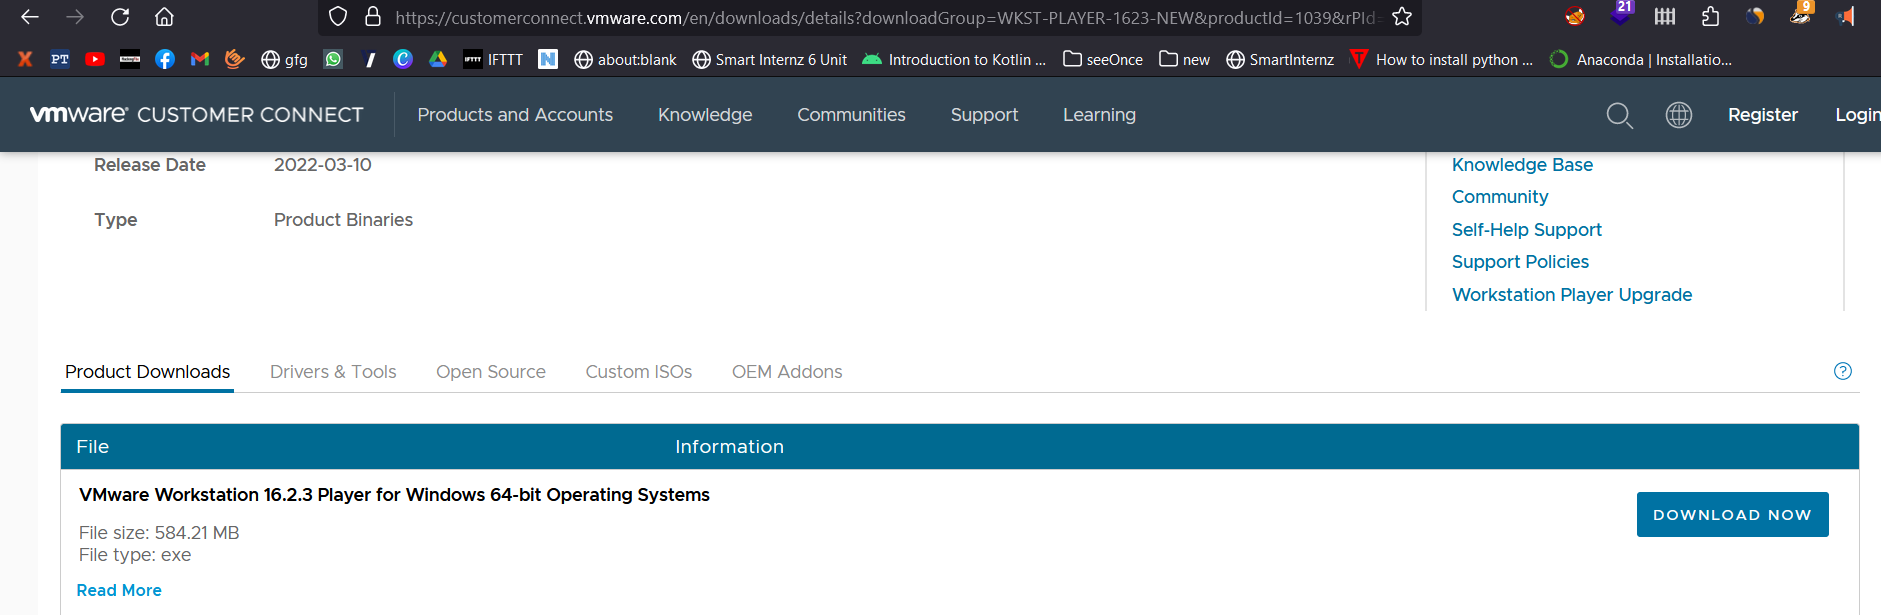 https://customerconnect.vmware.com/en/downloads/details?downloadGroup=WKST-PLAYER-1623-NEW&productId=1039&rPId=
21
9
PT
gfg
IFTTT
IFTTT
N
about:blank
Smart Internz 6 Unit
Introduction to Kotlin ...
seeOnce
new
SmartInternz
How to install python ...
Anaconda | Installatio...
vmware® CUSTOMER CONNECT
Products and Accounts
Knowledge
Communities
Support
Learning
Register
Login
Release Date 2022-03-10
Knowledge Base
Community
Type Product Binaries
Self-Help Support
Support Policies
Workstation Player Upgrade
Product Downloads
Drivers & Tools
Open Source
Custom ISOs
OEM Addons
?
File Information
VMware Workstation 16.2.3 Player for Windows 64-bit Operating Systems
DOWNLOAD NOW
File size: 584.21 MB
File type: exe
Read More